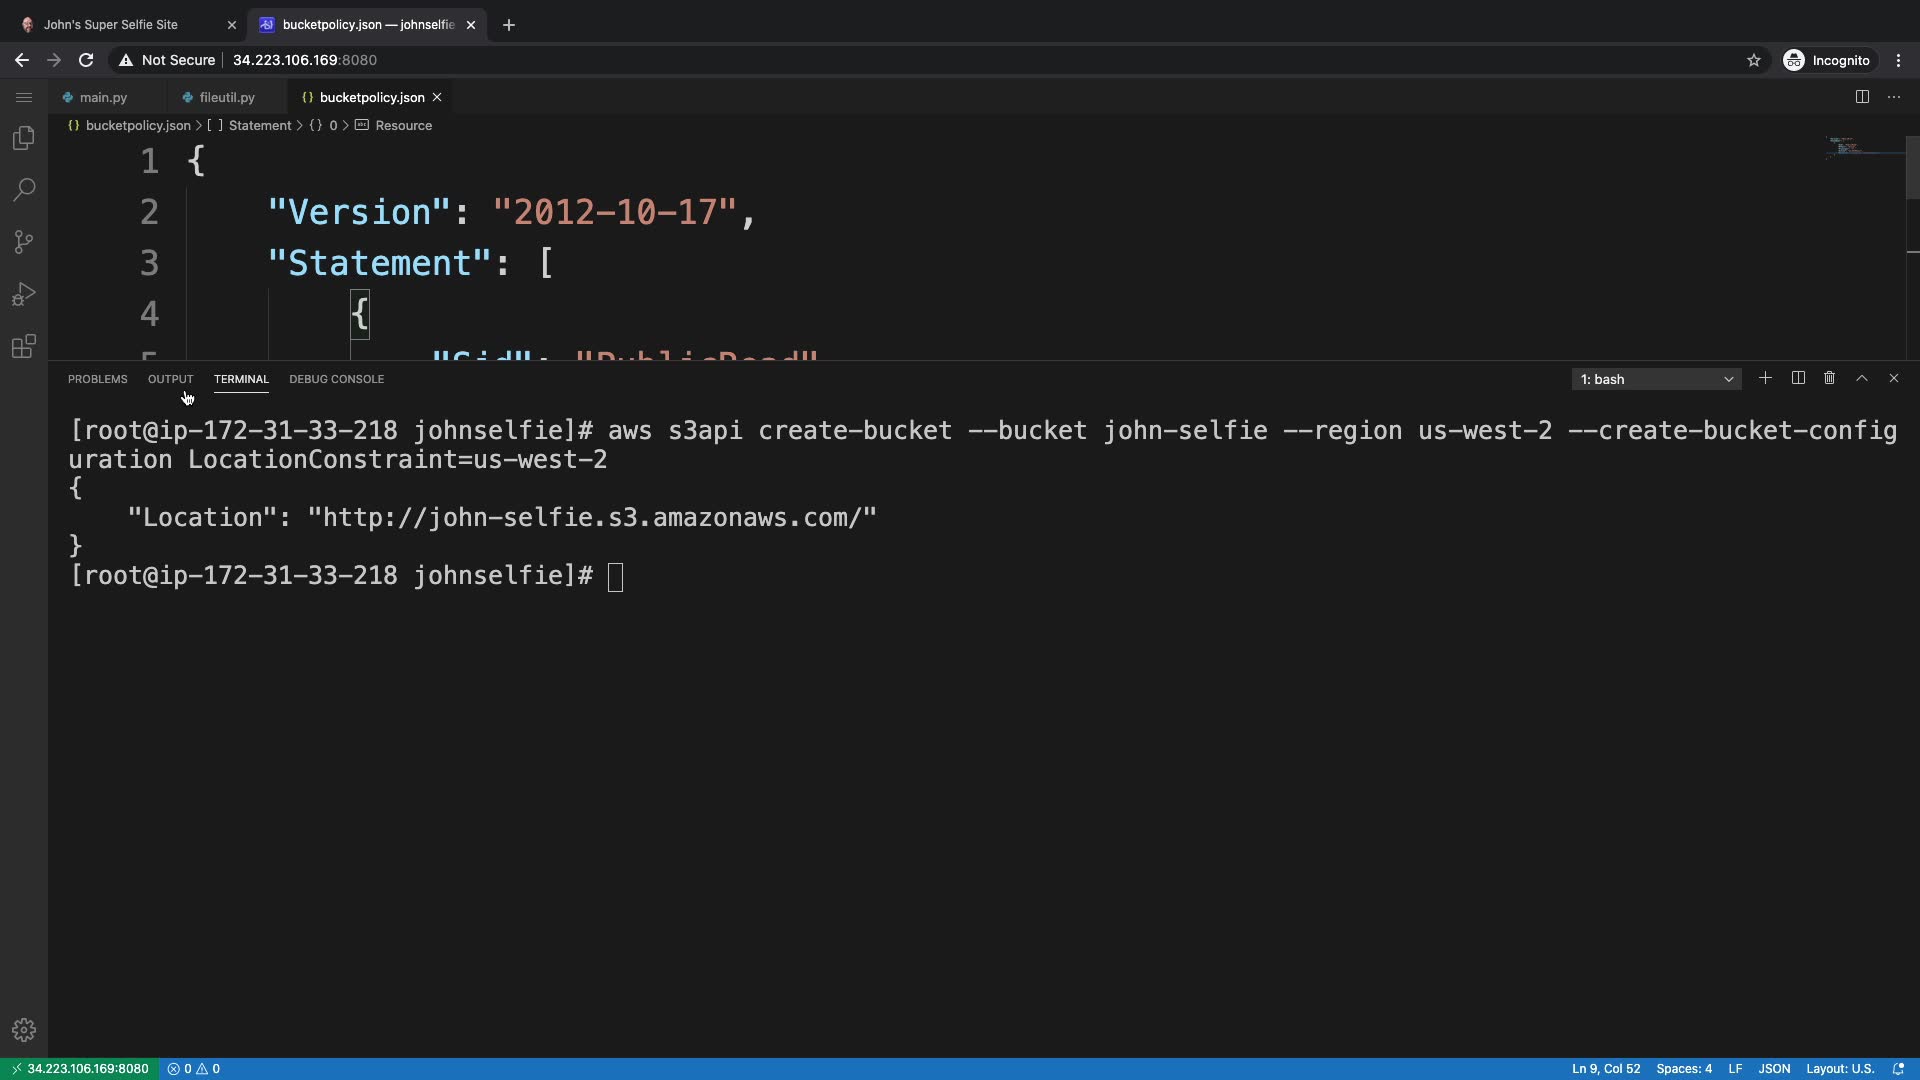 John's Super Selfie Site
bucketpolicy.json — johnselfie
Not Secure
34.223.106.169:8080
Incognito
main.py
fileutil.py
bucketpolicy.json
bucketpolicy.json > [ ] Statement > {} 0 > Resource
1 {
2 "Version": "2012-10-17",
3 "Statement": [
4 {
5 "Sid": "PublicRead"
PROBLEMS OUTPUT TERMINAL DEBUG CONSOLE
1: bash
[root@ip-172-31-33-218 johnselfie]# aws s3api create-bucket --bucket john-selfie --region us-west-2 --create-bucket-config
uration LocationConstraint=us-west-2
{
"Location": "http://john-selfie.s3.amazonaws.com/"
}
[root@ip-172-31-33-218 johnselfie]#
34.223.106.169:8080 0 0 Ln 9, Col 52 Spaces: 4 LF JSON Layout: U.S.